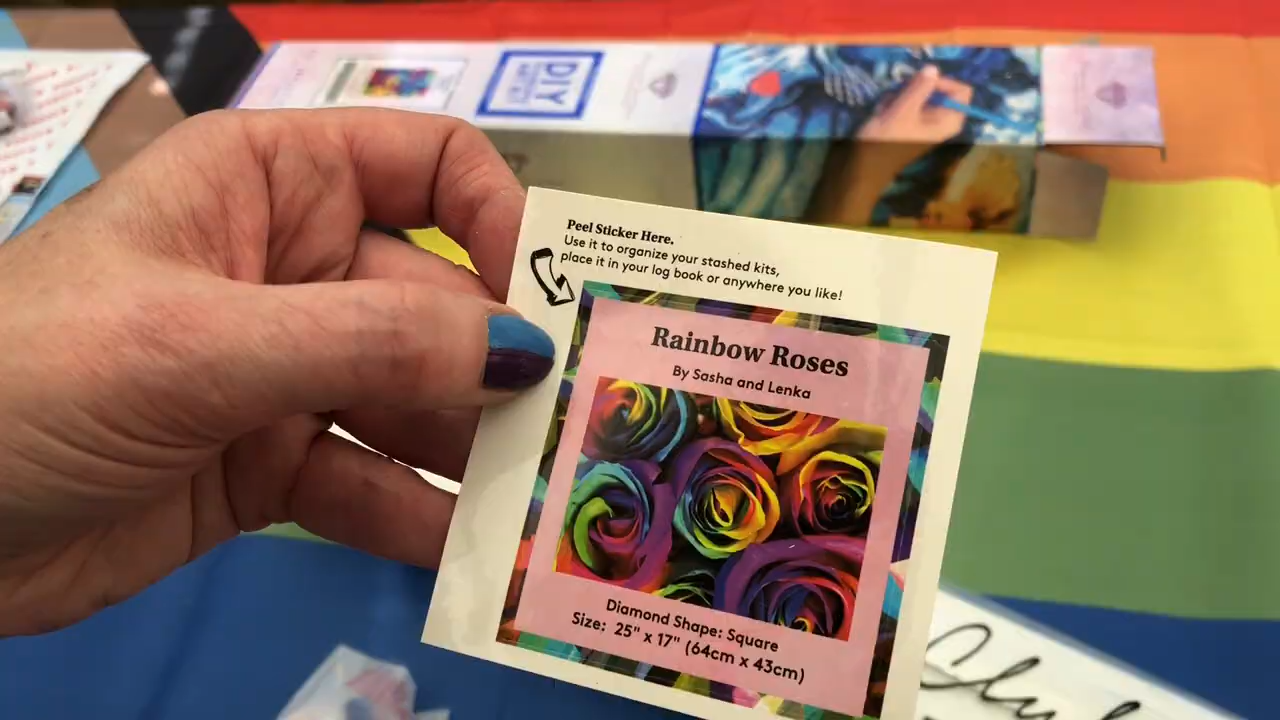 DIY
Peel Sticker Here.
Use it to organize your stashed kits,
place it in your log book or anywhere you like!
Rainbow Roses
By Sasha and Lenka
Diamond Shape: Square
Size: 25" x 17" (64cm x 43cm)